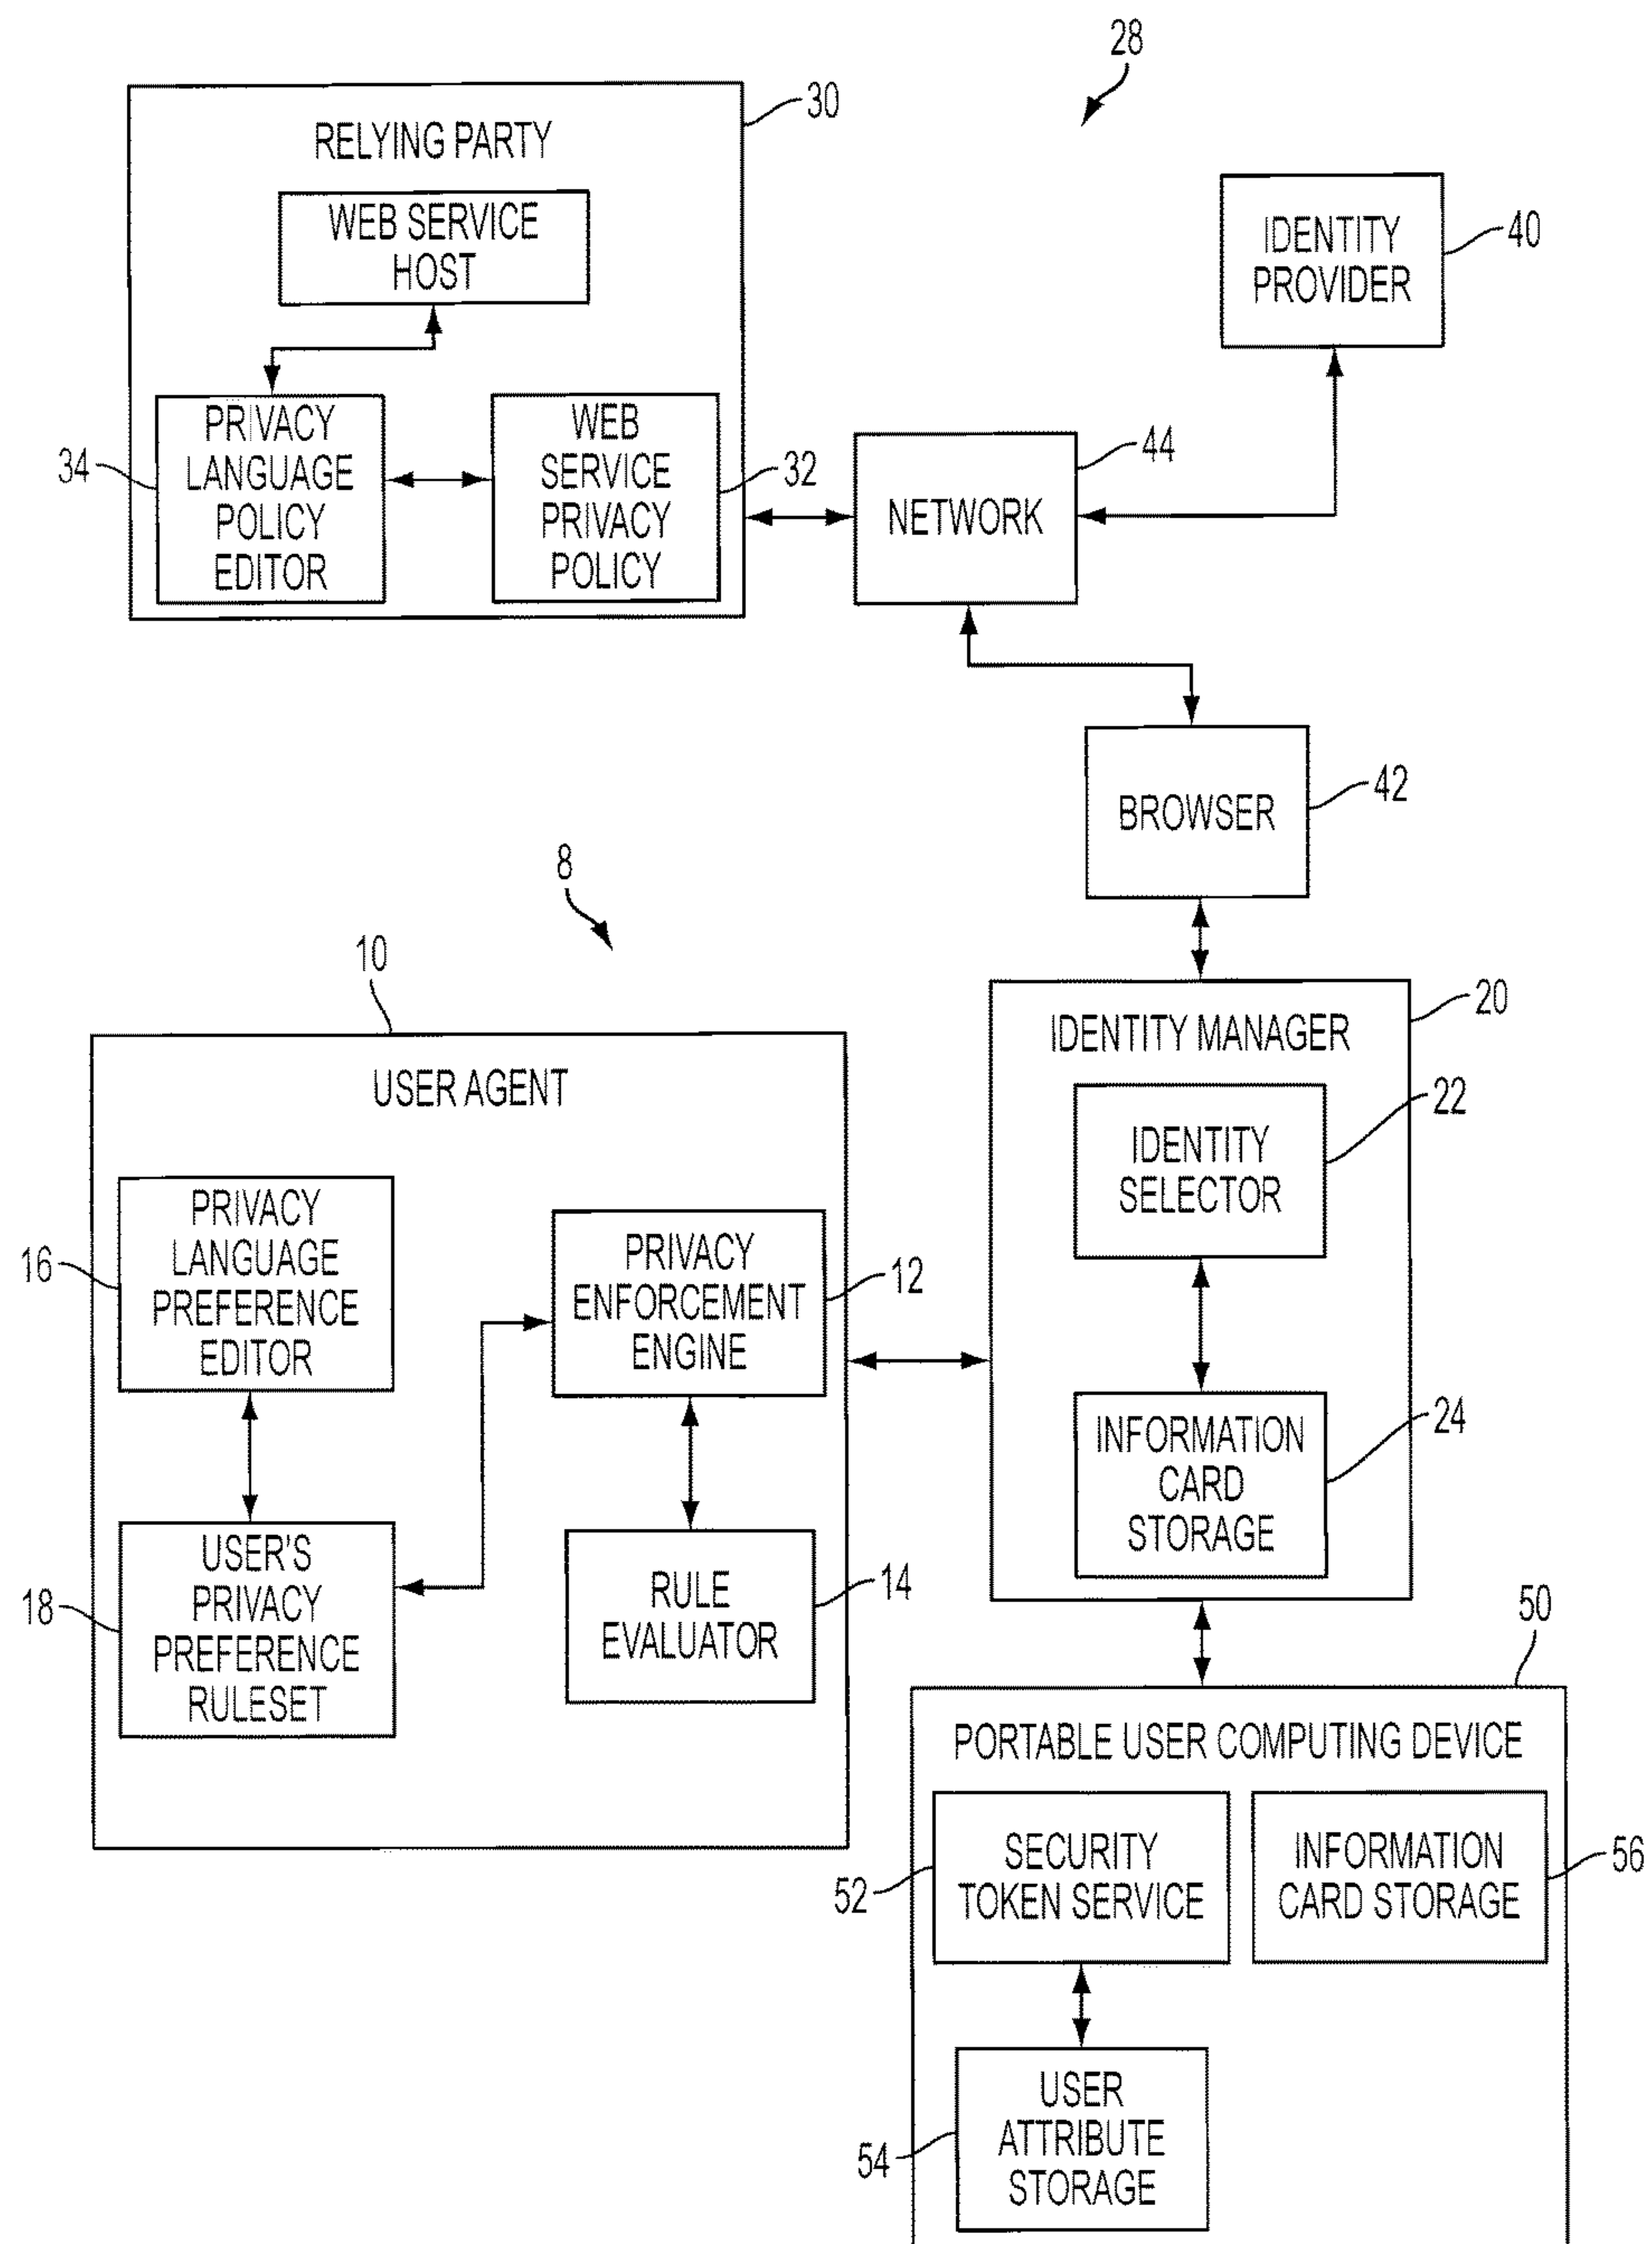 28
30
RELYING PARTY
WEB SERVICE
HOST
IDENTITY
PROVIDER
40
34
PRIVACY
LANGUAGE
POLICY
EDITOR
WEB
SERVICE
PRIVACY
POLICY
32
44
NETWORK
BROWSER
42
8
10
USER AGENT
20
IDENTITY MANAGER
22
IDENTITY
SELECTOR
16
PRIVACY
LANGUAGE
PREFERENCE
EDITOR
PRIVACY
ENFORCEMENT
ENGINE
12
INFORMATION
CARD
STORAGE
24
18
USER'S
PRIVACY
PREFERENCE
RULESET
RULE
EVALUATOR
14
50
PORTABLE USER COMPUTING DEVICE
52
SECURITY
TOKEN SERVICE
INFORMATION
CARD STORAGE
56
54
USER
ATTRIBUTE
STORAGE